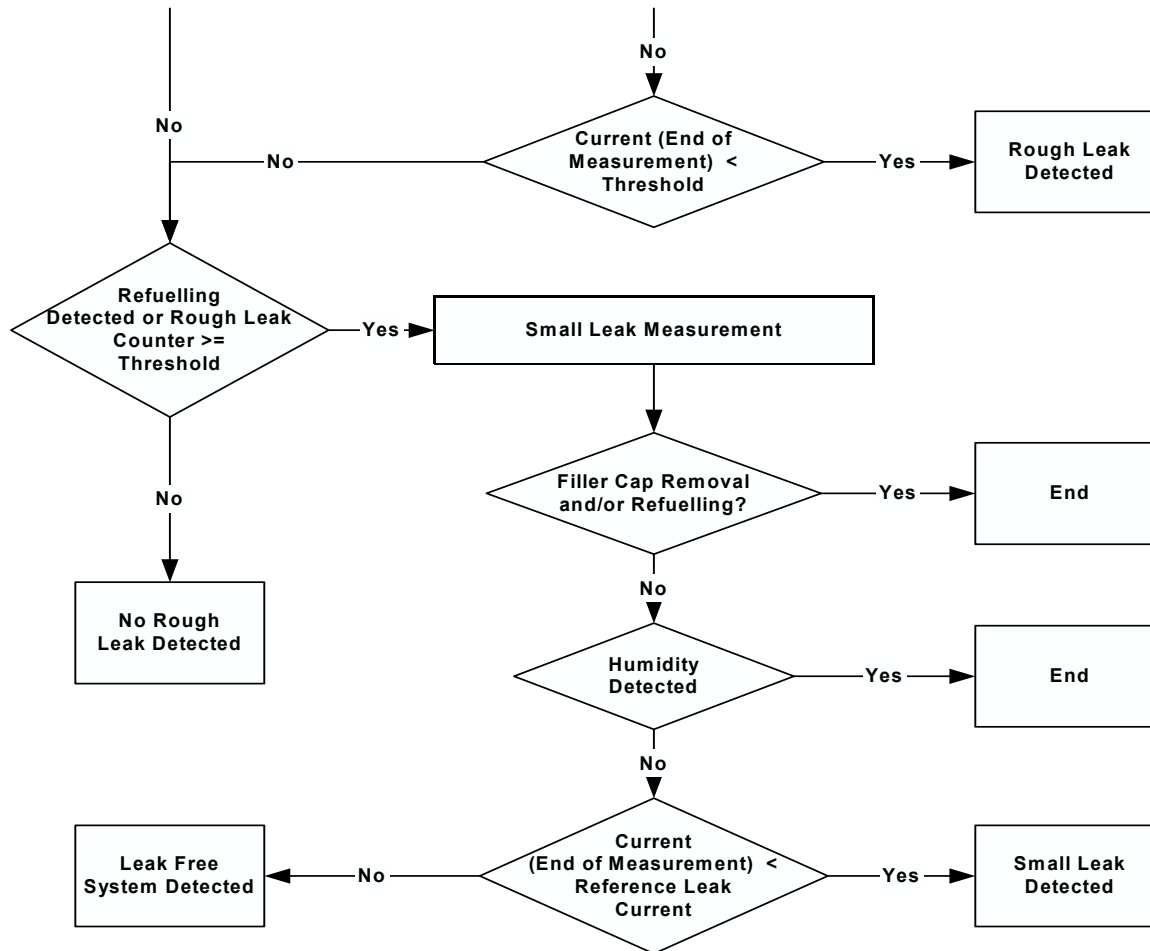 No
No
Current (End of
Measurement) <
Threshold
No
Yes
Rough Leak
Detected
Refuelling
Detected or Rough Leak
Counter >=
Threshold
Yes
Small Leak Measurement
No
Filler Cap Removal
and/or Refuelling?
Yes
End
No
No Rough
Leak Detected
Humidity
Detected
Yes
End
No
Current
(End of Measurement) <
Reference Leak
Current
No
Leak Free
System Detected
Yes
Small Leak
Detected